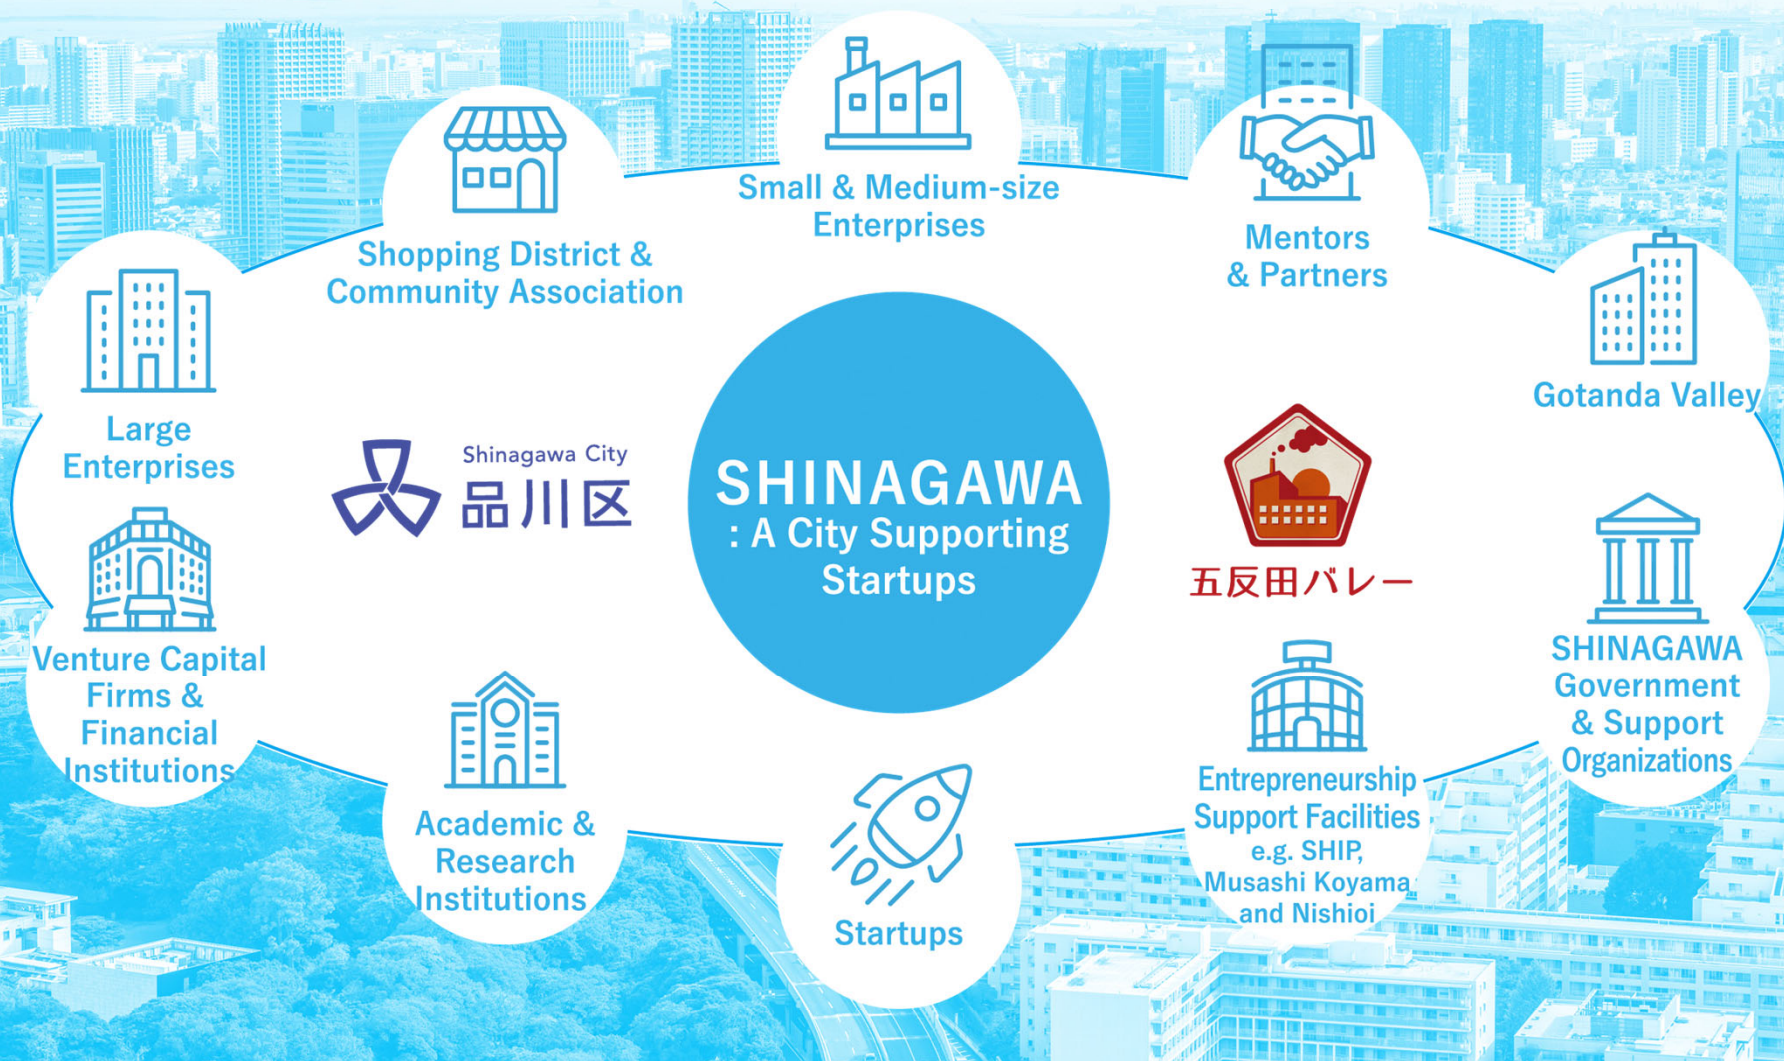 Small & Medium-size
Enterprises
Shopping District &
Community Association
Mentors
& Partners
Gotanda Valley
Large
Enterprises
Shinagawa City
品川区
SHINAGAWA
: A City Supporting
Startups
五反田バレー
Venture Capital
Firms &
Financial
Institutions
SHINAGAWA
Government
& Support
Organizations
Academic &
Research
Institutions
Startups
Entrepreneurship
Support Facilities
e.g. SHIP,
Musashi Koyama
and Nishioi